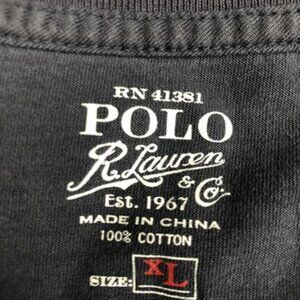 RN 41381
POLO
R. Lauren
& Co.
Est. 1967
MADE IN CHINA
100% COTTON
SIZE: XL